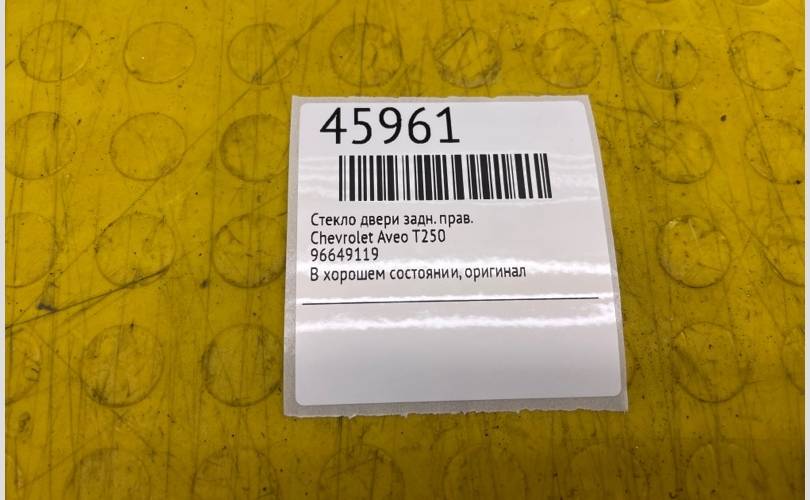 45961
Стекло двери задн. прав.
Chevrolet Aveo T250
96649119
В хорошем состоянии, оригинал